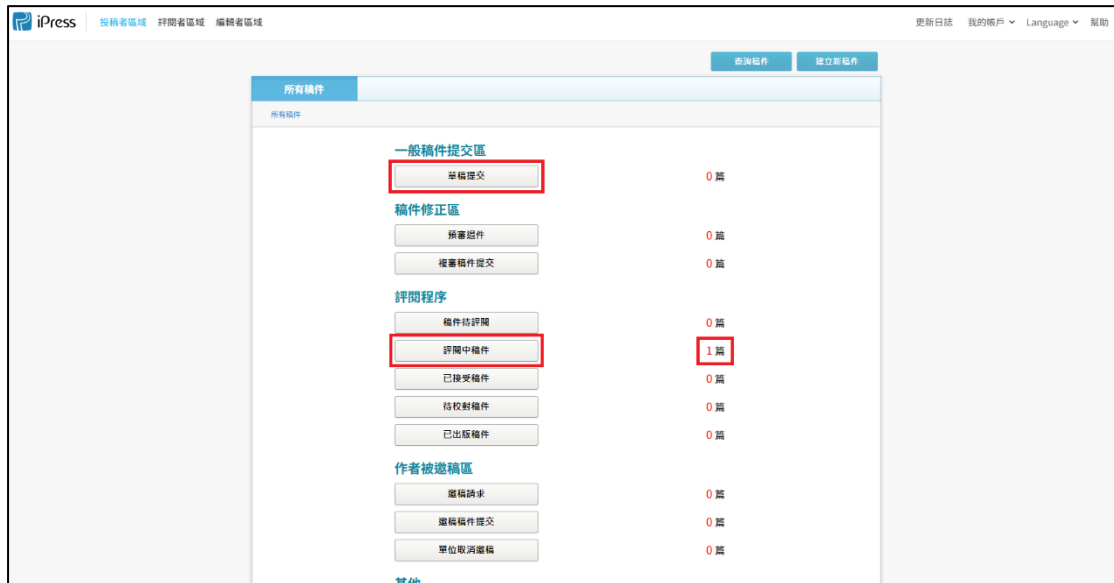 iPress 投稿者區域 評閱者區域 編輯者區域 更新日誌 我的帳戶 Language 幫助
查詢稿件 建立新稿件
所有稿件
所有稿件
一般稿件提交區
草稿提交 0 篇
稿件修正區
預審退件 0 篇
複審稿件提交 0 篇
評閱程序
稿件待評閱 0 篇
評閱中稿件 1 篇
已接受稿件 0 篇
待校對稿件 0 篇
已出版稿件 0 篇
作者被邀稿區
邀稿請求 0 篇
邀稿稿件提交 0 篇
單位取消邀稿 0 篇
其他